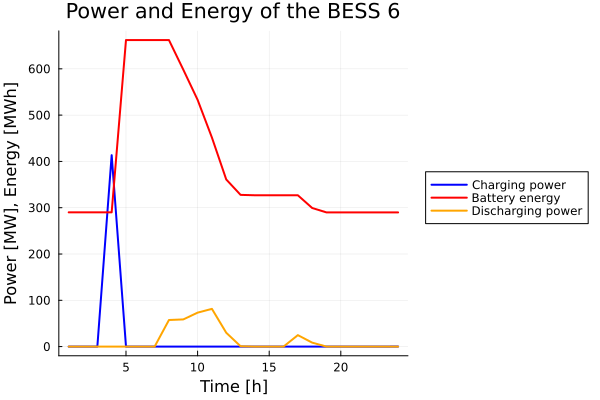 Power and Energy of the BESS 6
Power [MW], Energy [MWh]
600
500
400
300
200
100
0
5
10
15
20
Time [h]
Charging power
Battery energy
Discharging power